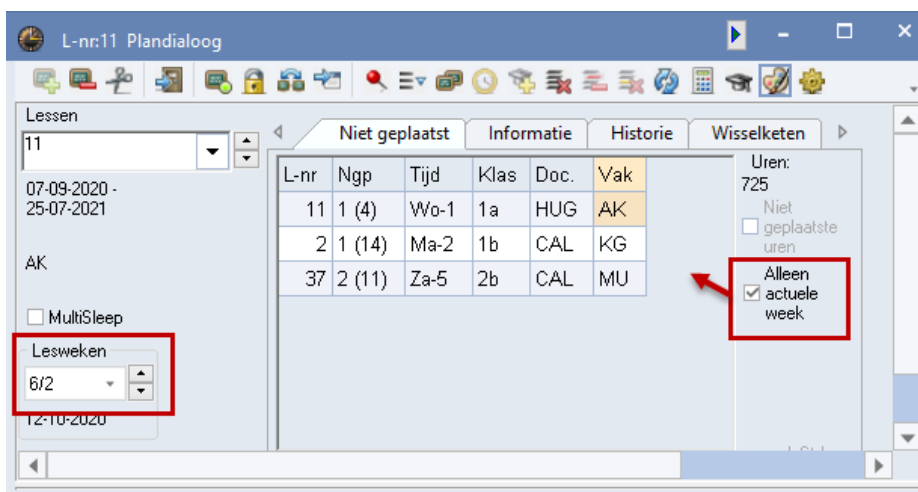 L-nr:11 Plandialoog
Lessen
11
07-09-2020 -
25-07-2021
AK
MultiSleep
Lesweken
6/2
12-10-2020
Niet geplaatst Informatie Historie Wisselketen
L-nr Ngp Tijd Klas Doc. Vak
11 1 (4) Wo-1 1a HUG AK
2 1 (14) Ma-2 1b CAL KG
37 2 (11) Za-5 2b CAL MU
Uren:
725
Niet
geplaatste
uren
Alleen
actuele
week